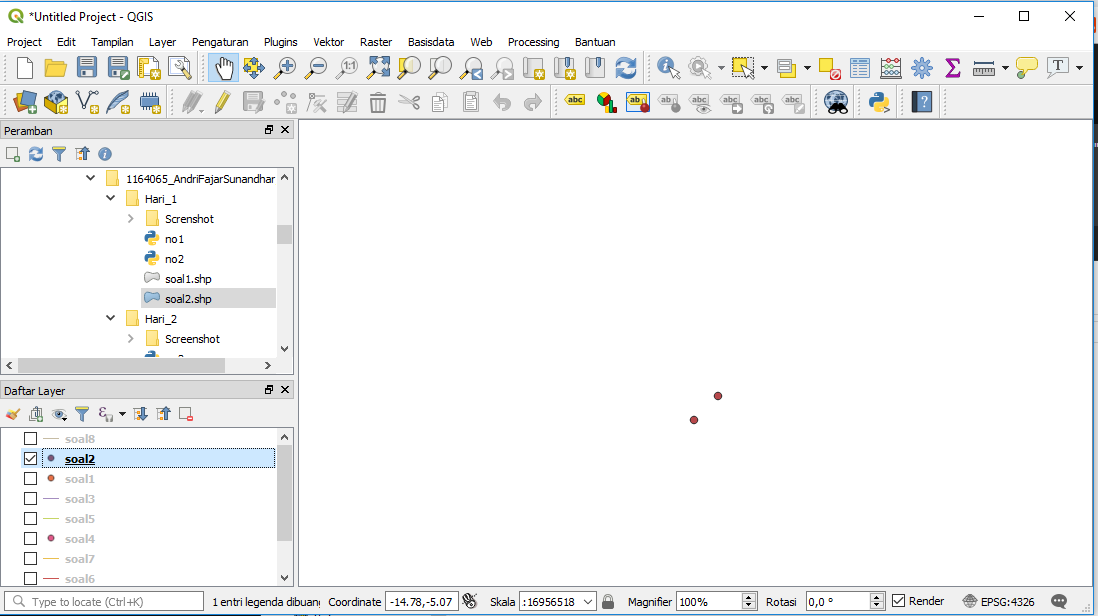 *Untitled Project - QGIS
Project Edit Tampilan Layer Pengaturan Plugins Vektor Raster Basisdata Web Processing Bantuan
Peramban
1164065_AndriFajarSunandhar
Hari_1
Screnshot
no1
no2
soal1.shp
soal2.shp
Hari_2
Screenshot
Daftar Layer
soal8
soal2
soal1
soal3
soal5
soal4
soal7
soal6
Type to locate (Ctrl+K) 1 entri legenda dibuang Coordinate -14.78,-5.07 Skala :16956518 Magnifier 100% Rotasi 0,0 ° Render EPSG:4326